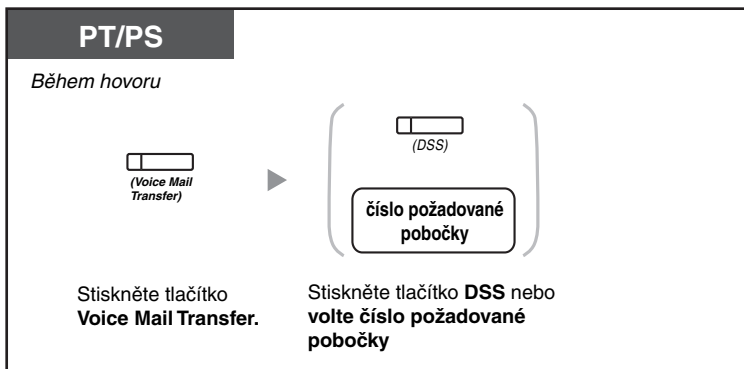 PT/PS
Během hovoru
(Voice Mail
Transfer)
(DSS)
číslo požadované
pobočky
Stiskněte tlačítko
Voice Mail Transfer.
Stiskněte tlačítko DSS nebo
volte číslo požadované
pobočky